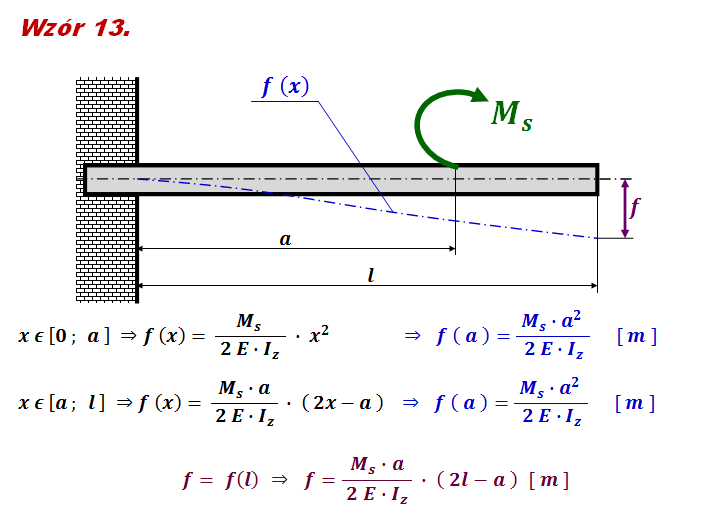 Wzór 13.
f (x)
M_s
f
a
l
x ϵ [0 ; a ] ⇒ f (x) = M_s / (2 E · I_z) · x² ⇒ f ( a ) = (M_s · a²) / (2 E · I_z) [ m ]
x ϵ [a ; l ] ⇒ f (x) = (M_s · a) / (2 E · I_z) · ( 2x − a ) ⇒ f ( a ) = (M_s · a²) / (2 E · I_z) [ m ]
f = f(l) ⇒ f = (M_s · a) / (2 E · I_z) · ( 2l − a ) [ m ]